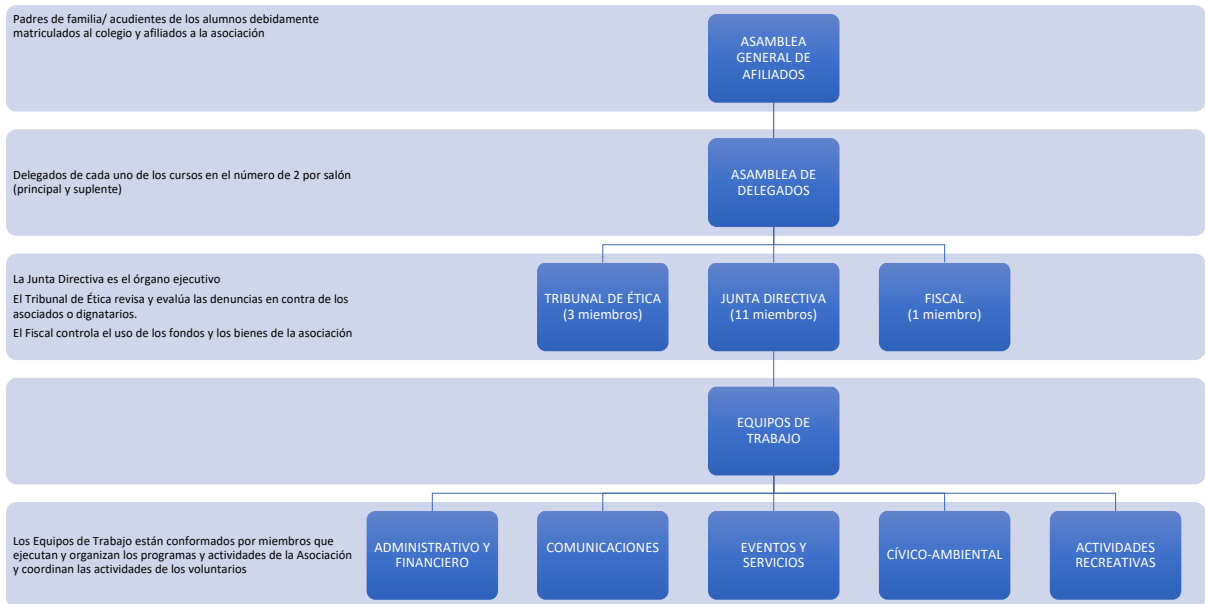 Padres de familia/ acudientes de los alumnos debidamente
matriculados al colegio y afiliados a la asociación
ASAMBLEA
GENERAL DE
AFILIADOS
Delegados de cada uno de los cursos en el número de 2 por salón
(principal y suplente)
ASAMBLEA DE
DELEGADOS
La Junta Directiva es el órgano ejecutivo
El Tribunal de Ética revisa y evalúa las denuncias en contra de los
asociados o dignatarios.
El Fiscal controla el uso de los fondos y los bienes de la asociación
TRIBUNAL DE ÉTICA
(3 miembros)
JUNTA DIRECTIVA
(11 miembros)
FISCAL
(1 miembro)
EQUIPOS DE
TRABAJO
Los Equipos de Trabajo están conformados por miembros que
ejecutan y organizan los programas y actividades de la Asociación
y coordinan las actividades de los voluntarios
ADMINISTRATIVO Y
FINANCIERO
COMUNICACIONES
EVENTOS Y
SERVICIOS
CÍVICO-AMBIENTAL
ACTIVIDADES
RECREATIVAS